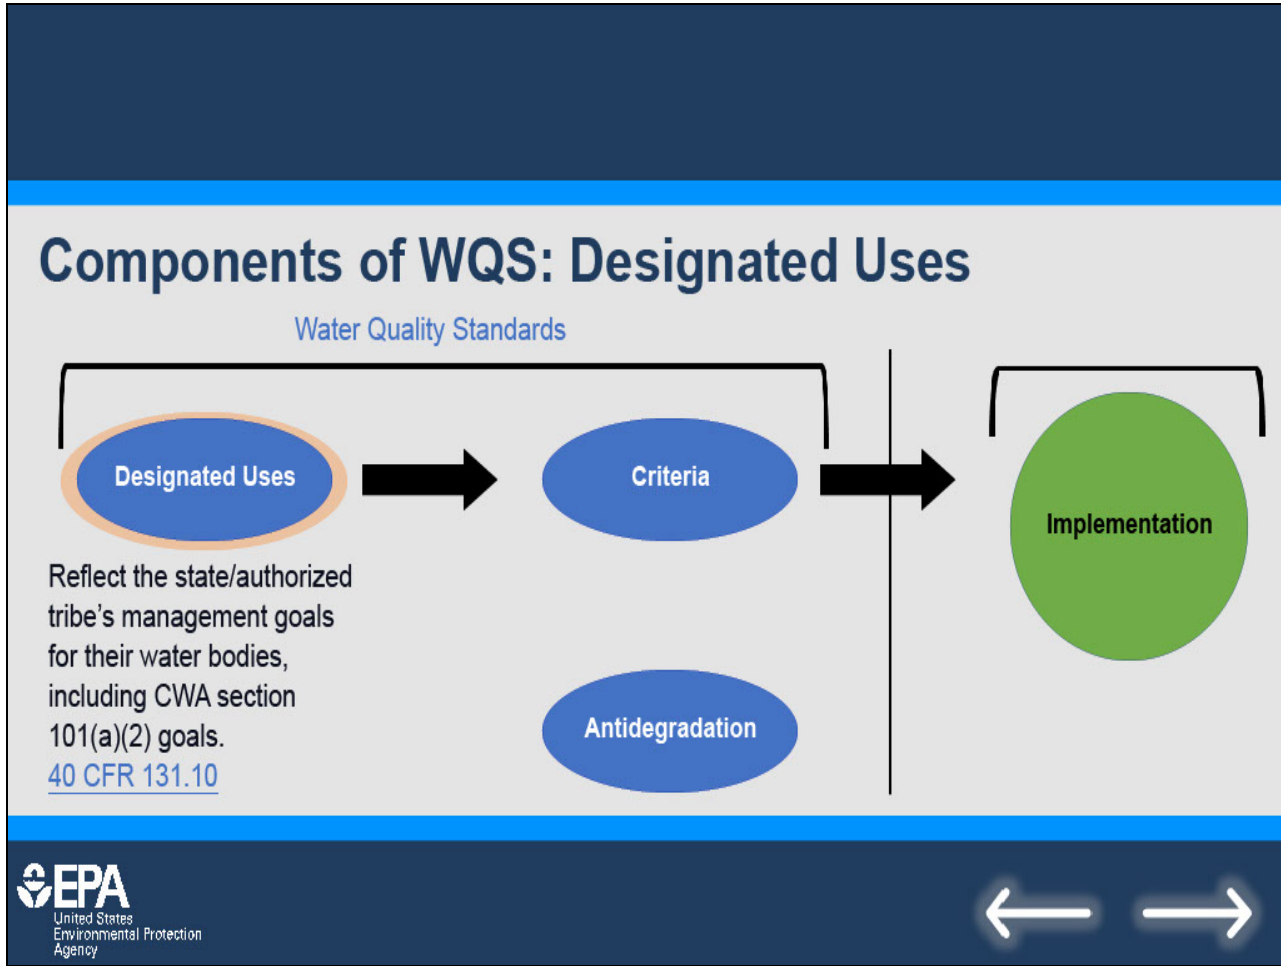 Components of WQS: Designated Uses
Water Quality Standards
Designated Uses
Criteria
Implementation
Reflect the state/authorized
tribe's management goals
for their water bodies,
including CWA section
101(a)(2) goals.
40 CFR 131.10
Antidegradation
EPA
United States
Environmental Protection
Agency